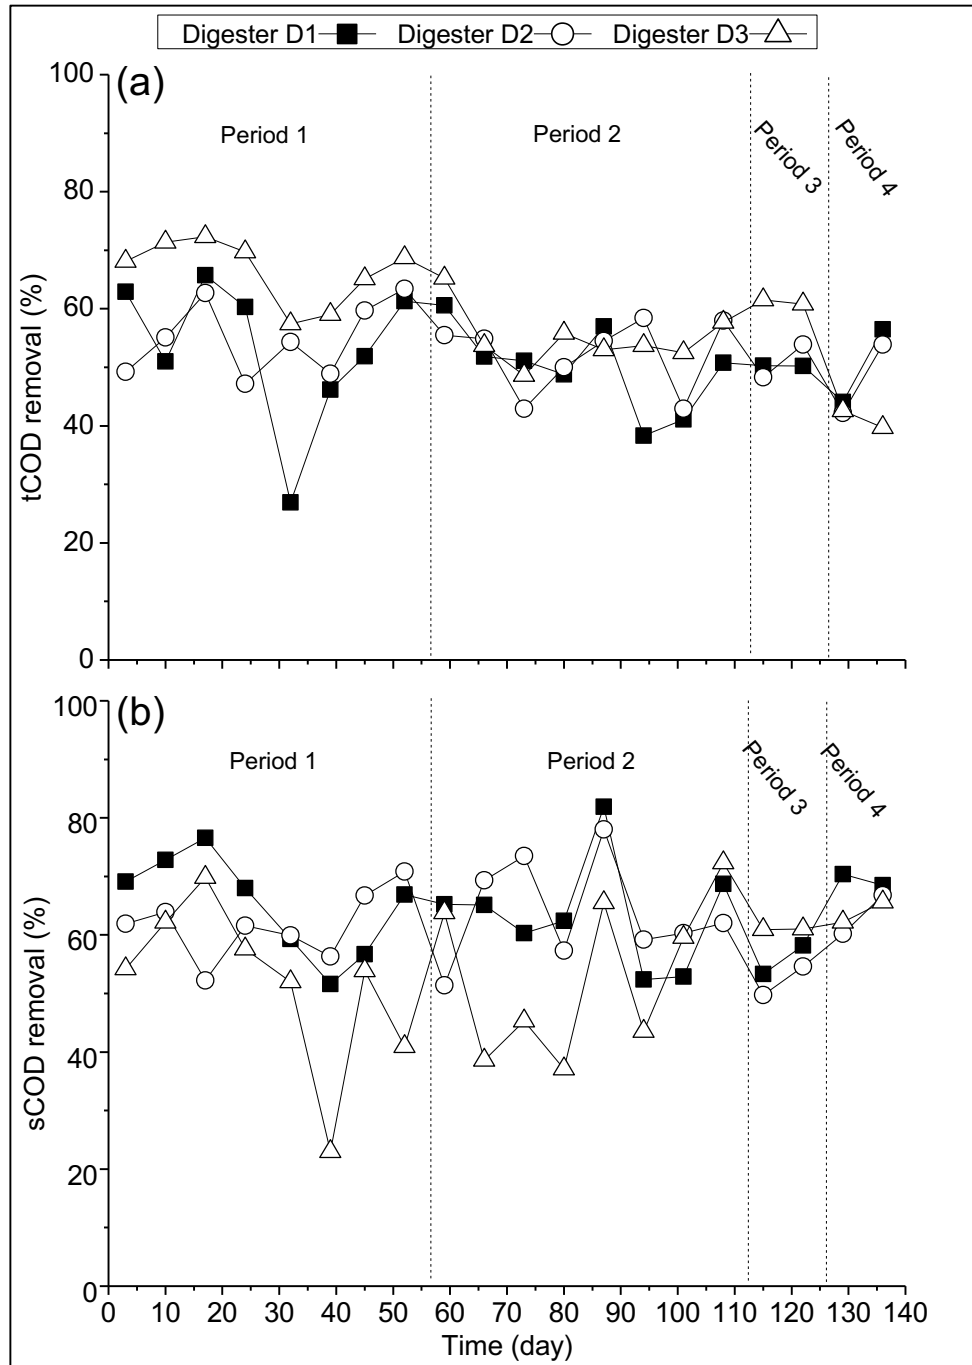 Digester D1 Digester D2 Digester D3
(a)
100
80
60
40
20
0
tCOD removal (%)
Period 1
Period 2
Period 3
Period 4
(b)
100
80
60
40
20
0
sCOD removal (%)
Period 1
Period 2
Period 3
Period 4
0 10 20 30 40 50 60 70 80 90 100 110 120 130 140
Time (day)